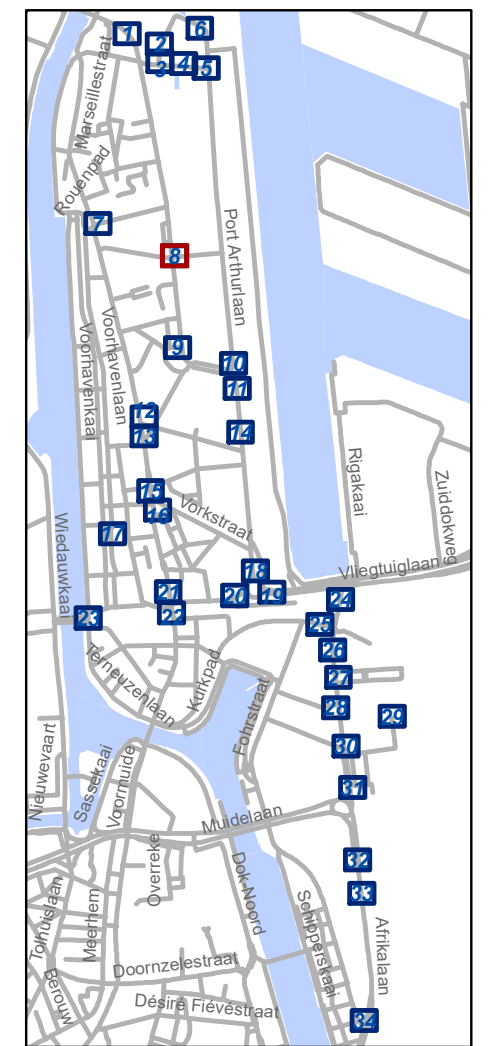 1
2
6
3
4
5
Marseillestraat
Rouenpad
7
Port Arthurlaan
8
Voorhavenlaan
Voorhavenkaai
9
10
11
12
13
14
Rigakaai
Zuiddokweg
15
16
Vorkstraat
17
Wiedauwkaai
18
Vliegtuiglaan
19
20
21
22
23
24
25
26
27
28
29
30
31
Terneuzenlaan
Kurkpad
Fohrstraat
Nieuwevaart
Sassekaai
Voormuide
Muidelaan
32
33
Overreke
Dok-Noord
Tolhuislaan
Meerhem
Schipperskaai
Afrikalaan
Doornzelestraat
Berouw
Désiré Fiévéstraat
34